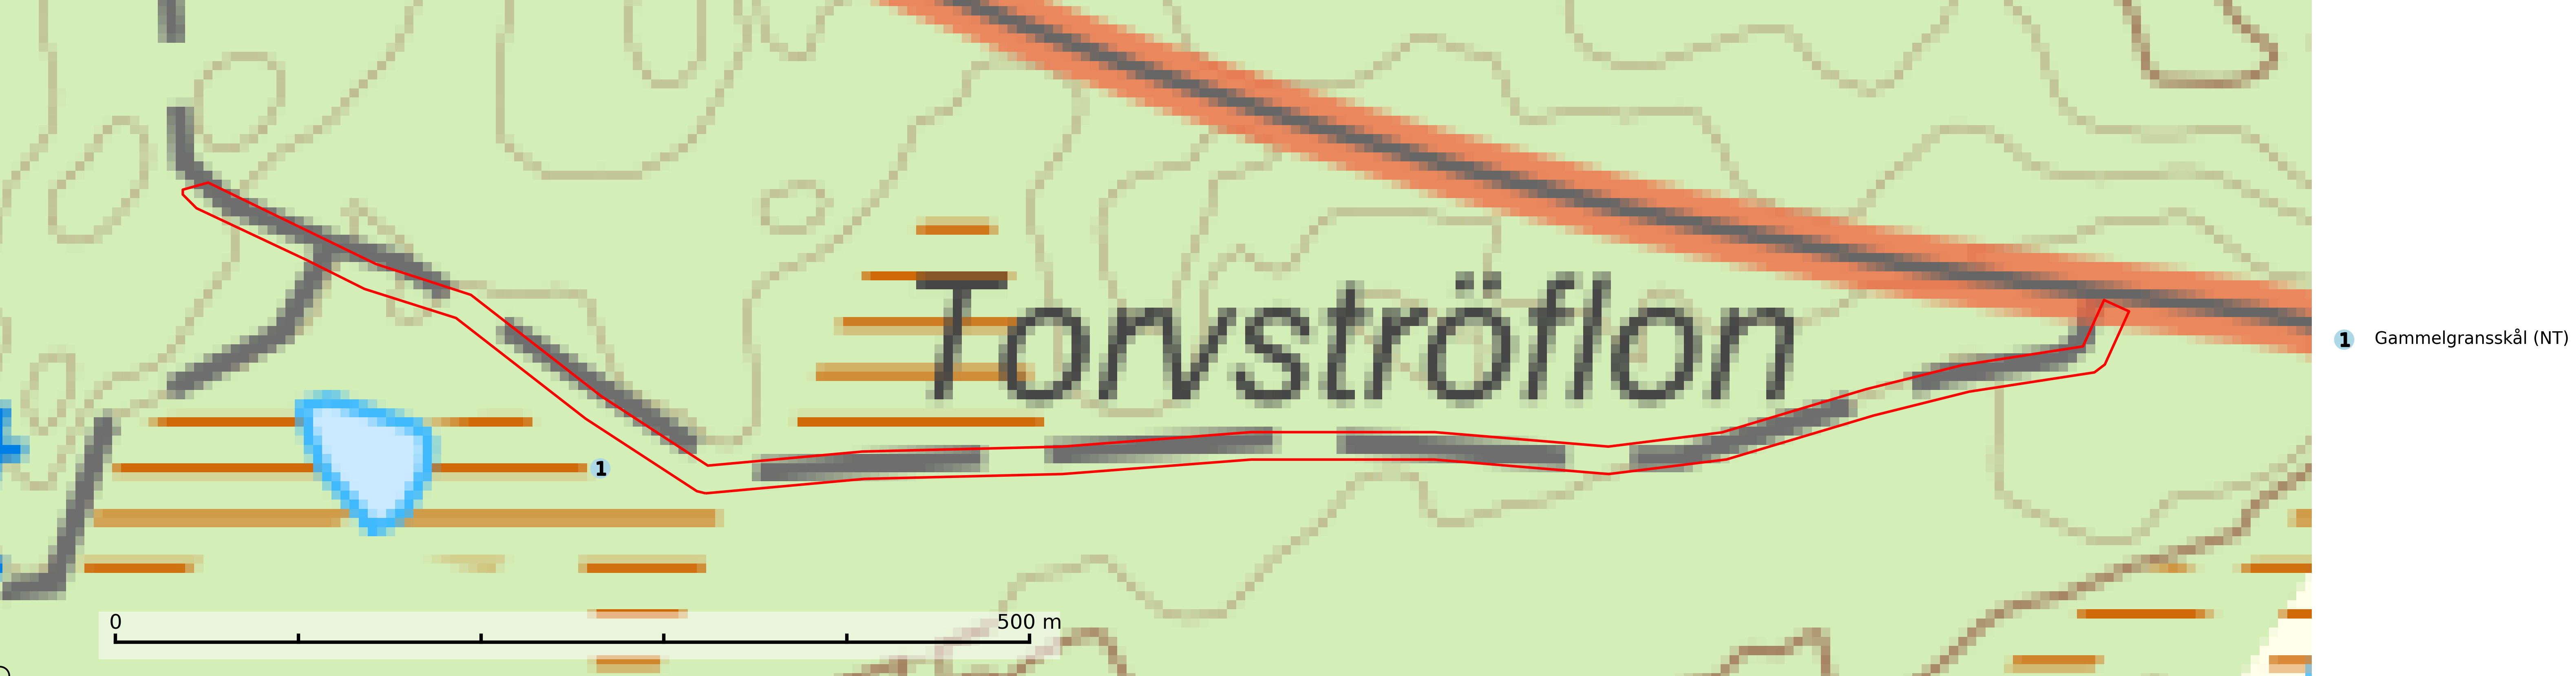 Torvströflon
1
1 Gammelgransskål (NT)
0 500 m